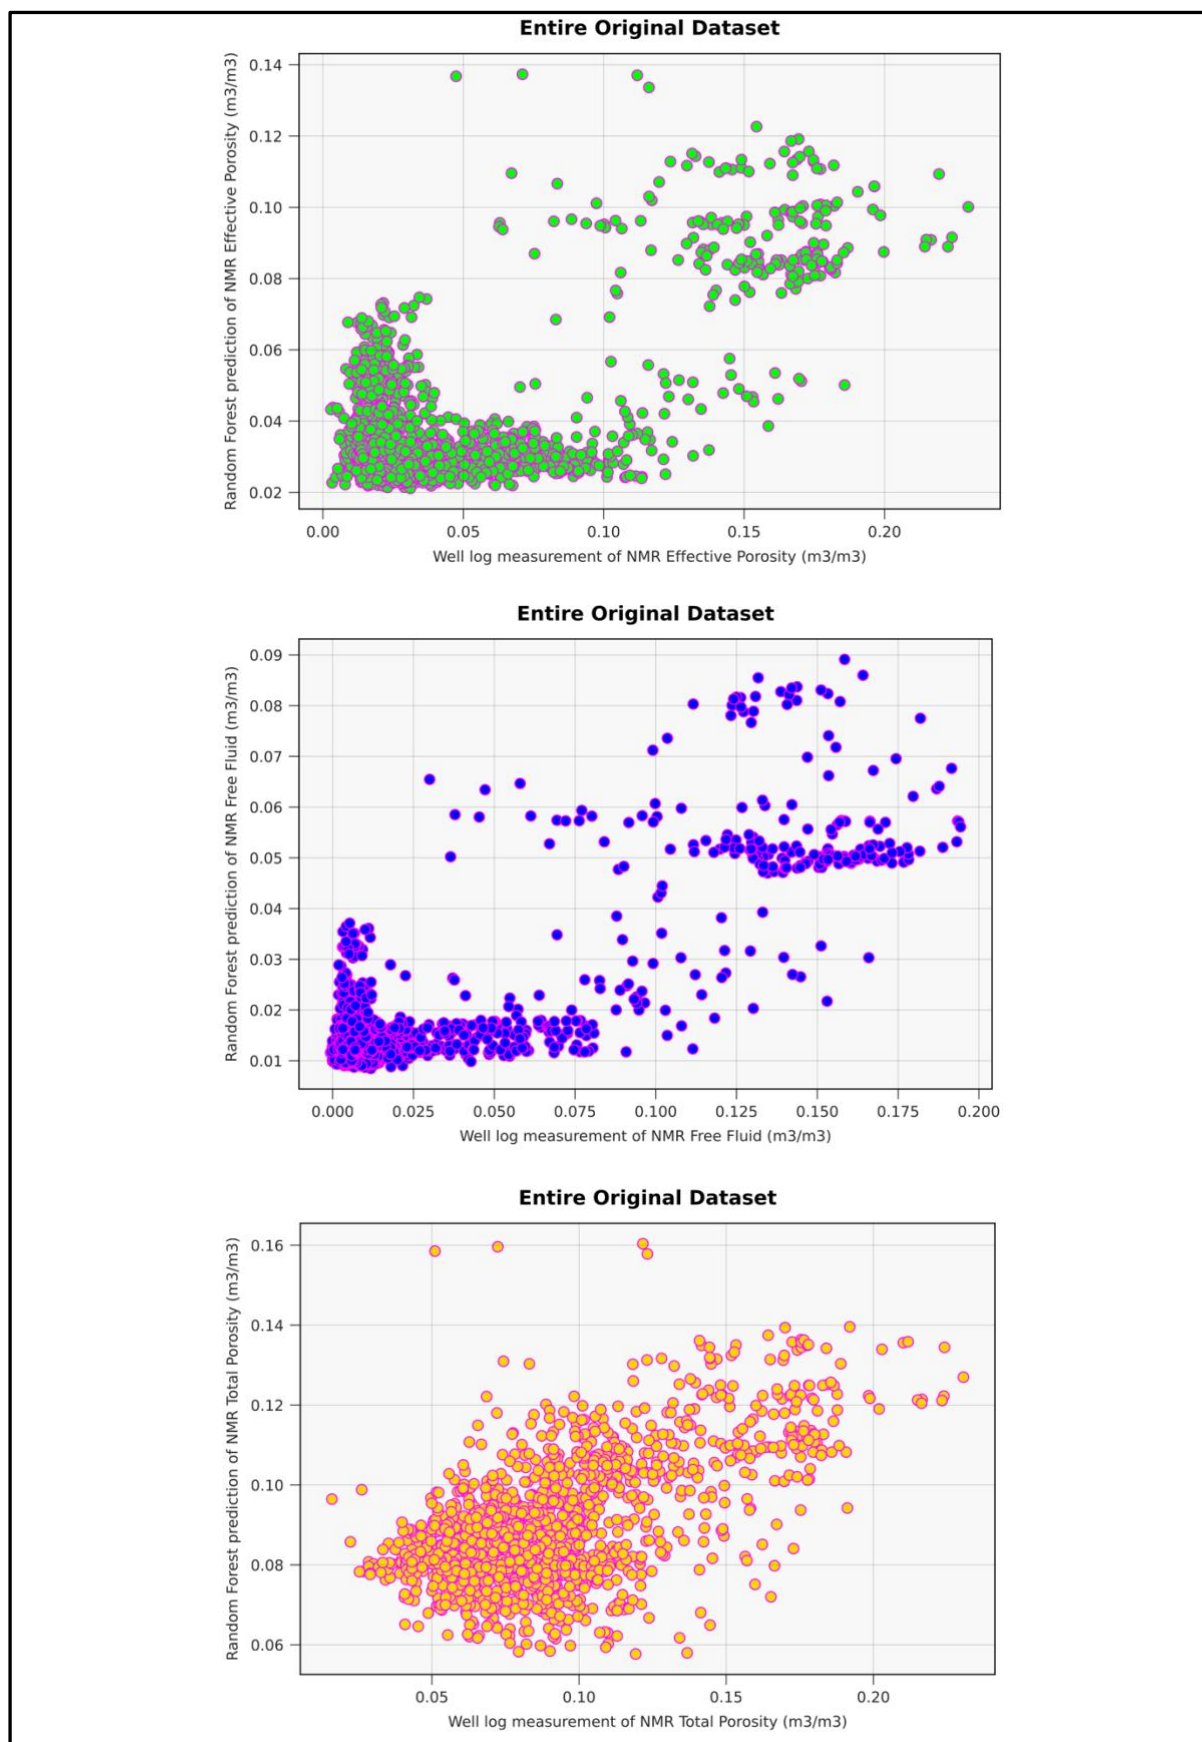 Entire Original Dataset
Random Forest prediction of NMR Effective Porosity (m3/m3)
0.14
0.12
0.10
0.08
0.06
0.04
0.02
0.00 0.05 0.10 0.15 0.20
Well log measurement of NMR Effective Porosity (m3/m3)
Entire Original Dataset
Random Forest prediction of NMR Free Fluid (m3/m3)
0.09
0.08
0.07
0.06
0.05
0.04
0.03
0.02
0.01
0.000 0.025 0.050 0.075 0.100 0.125 0.150 0.175 0.200
Well log measurement of NMR Free Fluid (m3/m3)
Entire Original Dataset
Random Forest prediction of NMR Total Porosity (m3/m3)
0.16
0.14
0.12
0.10
0.08
0.06
0.05 0.10 0.15 0.20
Well log measurement of NMR Total Porosity (m3/m3)